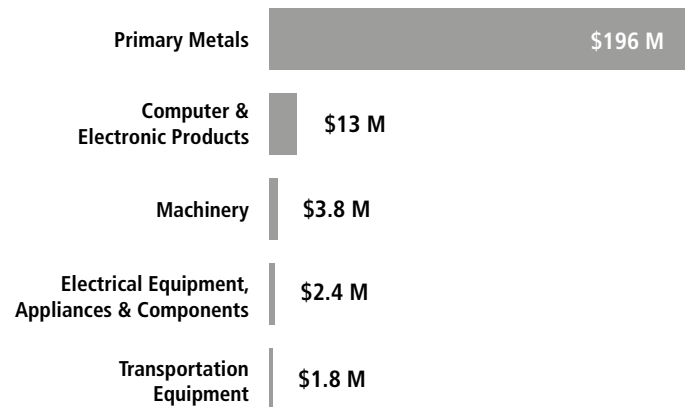 Primary Metals
$196 M
Computer &
Electronic Products
$13 M
Machinery
$3.8 M
Electrical Equipment,
Appliances & Components
$2.4 M
Transportation
Equipment
$1.8 M